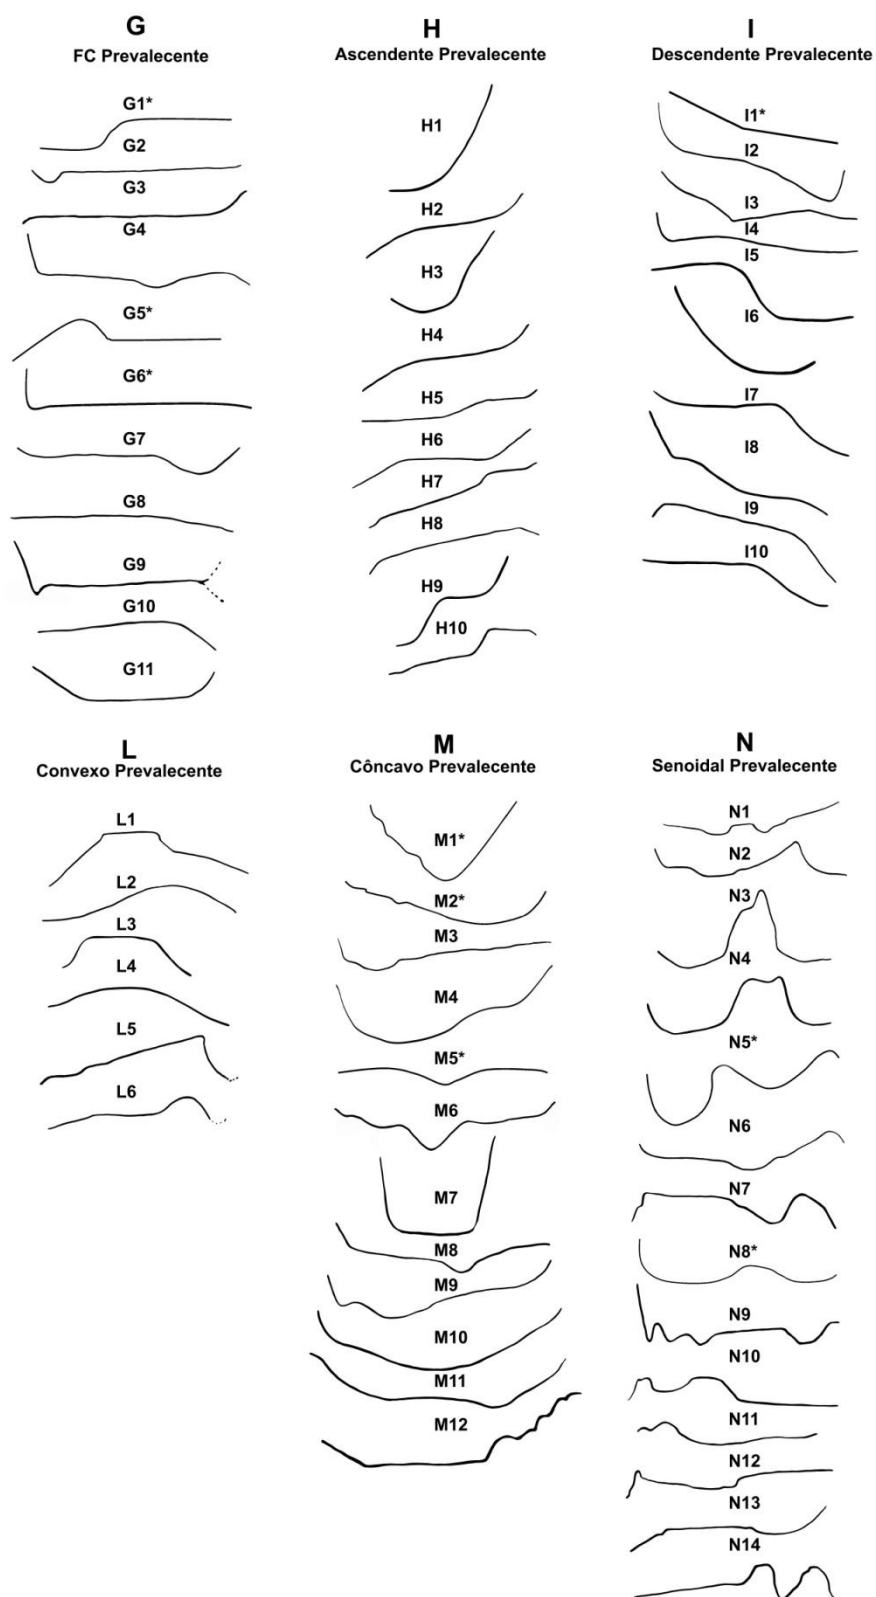 G
FC Prevalecente
G1*
G2
G3
G4
G5*
G6*
G7
G8
G9
G10
G11
H
Ascendente Prevalecente
H1
H2
H3
H4
H5
H6
H7
H8
H9
H10
I
Descendente Prevalecente
I1*
I2
I3
I4
I5
I6
I7
I8
I9
I10
L
Convexo Prevalecente
L1
L2
L3
L4
L5
L6
M
Côncavo Prevalecente
M1*
M2*
M3
M4
M5*
M6
M7
M8
M9
M10
M11
M12
N
Senoidal Prevalecente
N1
N2
N3
N4
N5*
N6
N7
N8*
N9
N10
N11
N12
N13
N14